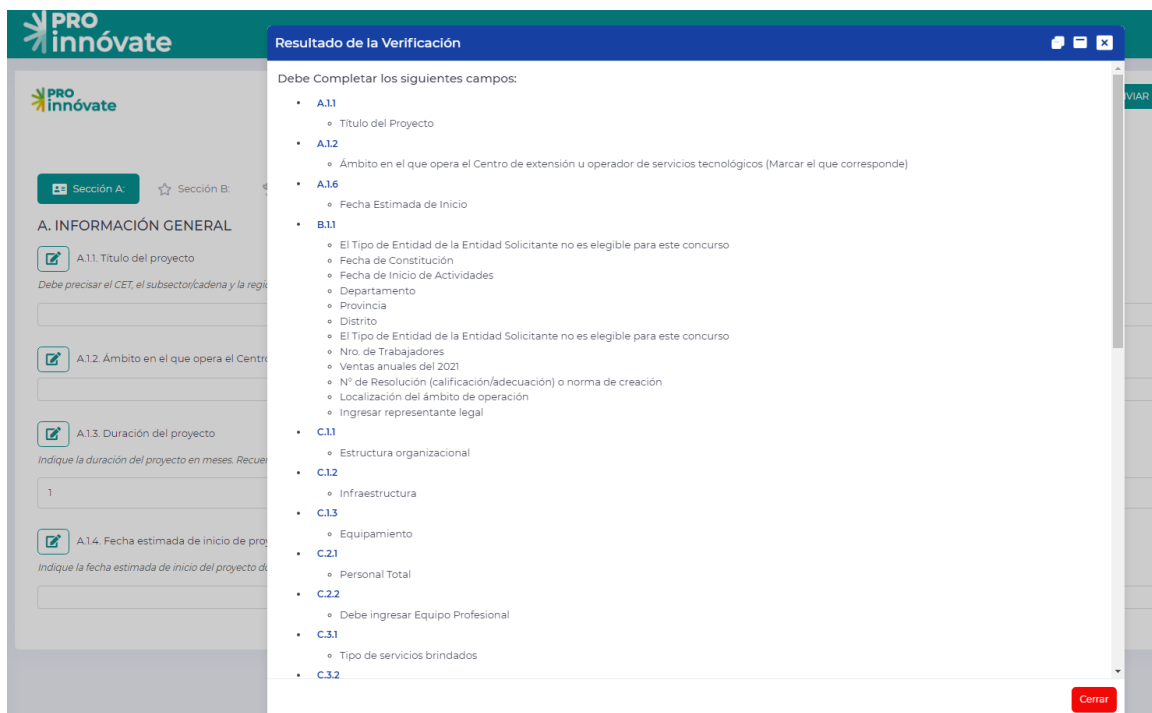 PRO
innóvate
Resultado de la Verificación
PRO
innóvate
Sección A:
Sección B:
A. INFORMACIÓN GENERAL
A.1.1. Título del proyecto
Debe precisar el CET, el subsector/cadena y la
A.1.2. Ámbito en el que opera el
A.1.3. Duración del proyecto
Indique la duración del proyecto en meses.
1
A.1.4. Fecha estimada de inicio de
Indique la fecha estimada de inicio del proyecto
Debe Completar los siguientes campos:
• A.1.1
Título del Proyecto
• A.1.2
Ámbito en el que opera el Centro de extensión u operador de servicios tecnológicos (Marcar el que corresponde)
• A.1.6
Fecha Estimada de Inicio
• B.1.1
El Tipo de Entidad de la Entidad Solicitante no es elegible para este concurso
Fecha de Constitución
Fecha de Inicio de Actividades
Departamento
Provincia
Distrito
El Tipo de Entidad de la Entidad Solicitante no es elegible para este concurso
Nro. de Trabajadores
Ventas anuales del 2021
N° de Resolución (calificación/adecuación) o norma de creación
Localización del ámbito de operación
Ingresar representante legal
• C.1.1
Estructura organizacional
• C.1.2
Infraestructura
• C.1.3
Equipamiento
• C.2.1
Personal Total
• C.2.2
Debe ingresar Equipo Profesional
• C.3.1
Tipo de servicios brindados
• C.3.2
Cerrar